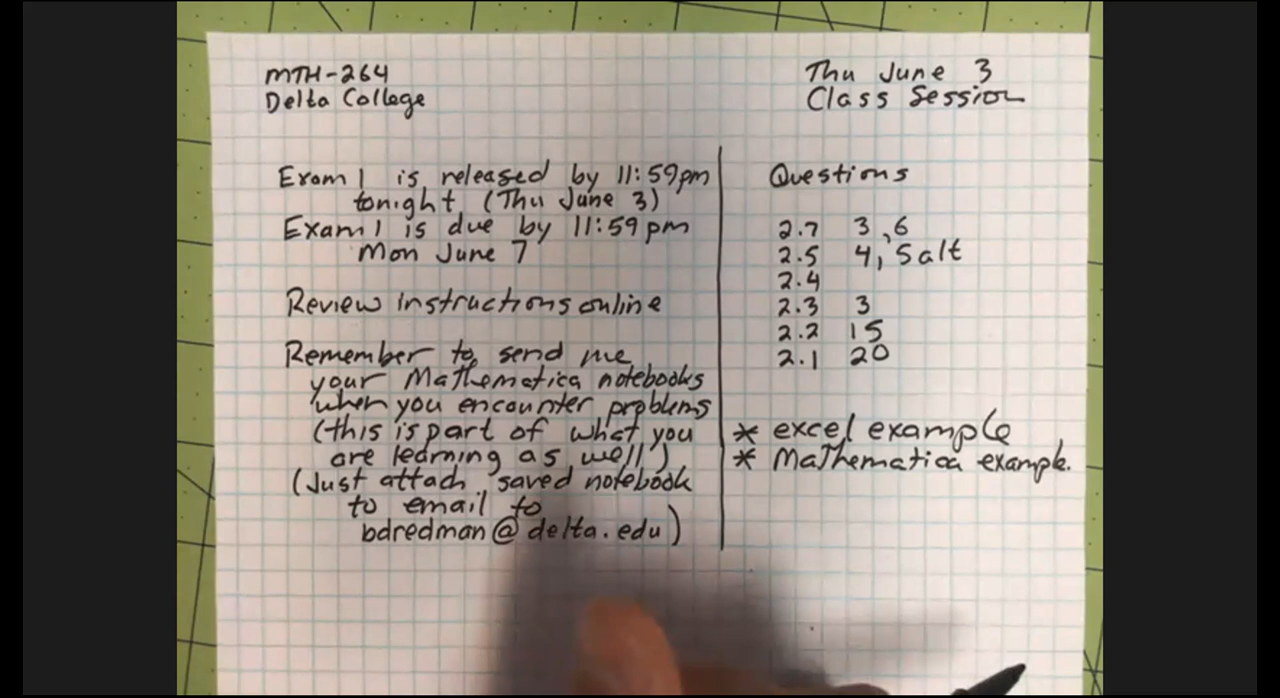 MTH-264
Delta College
Thu June 3
Class Session
Exam 1 is released by 11:59pm
tonight (Thu June 3)
Exam 1 is due by 11:59 pm
Mon June 7
Review instructions online
Remember to send me
your Mathematica notebooks
when you encounter problems
(this is part of what you
are learning as well)
(Just attach saved notebook
to email to
bdredman@delta.edu)
Questions
2.7 3,6
2.5 4, Salt
2.4
2.3 3
2.2 15
2.1 20
* excel example
* Mathematica example.